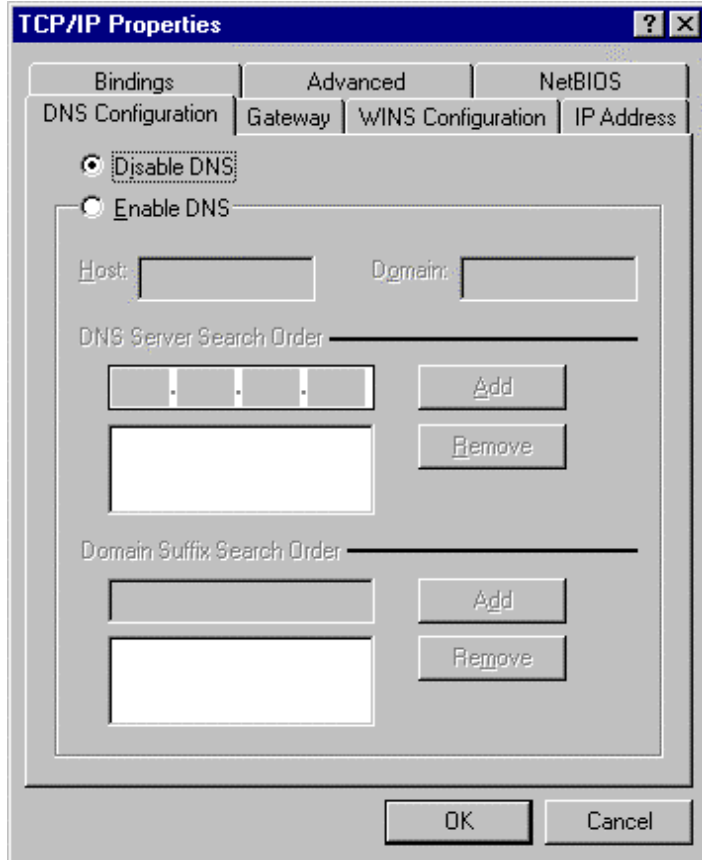 TCP/IP Properties
Bindings Advanced NetBIOS
DNS Configuration Gateway WINS Configuration IP Address
Disable DNS
Enable DNS
Host: Domain:
DNS Server Search Order
. . . Add
Remove
Domain Suffix Search Order
Add
Remove
OK Cancel